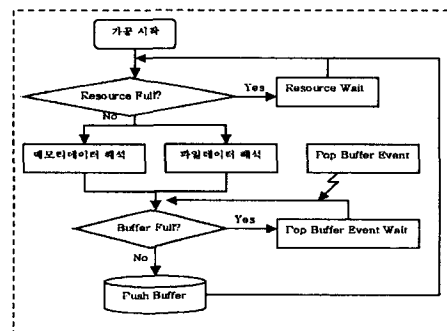 가공 시작
Resource Full?
Yes
Resource Wait
No
메모리데이터 해석
파일데이터 해석
Pop Buffer Event
Buffer Full?
Yes
Pop Buffer Event Wait
No
Push Buffer